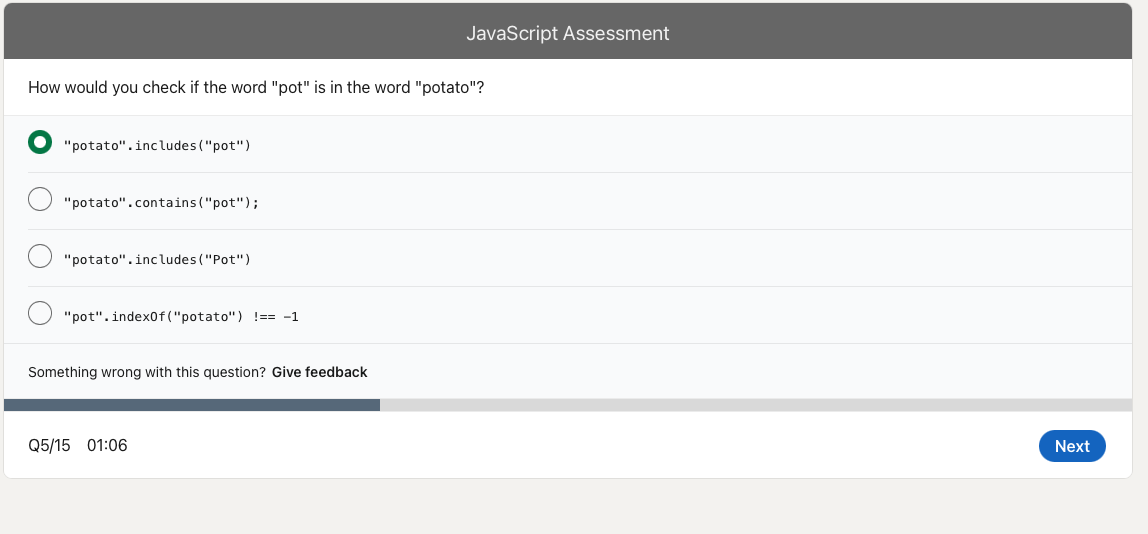 JavaScript Assessment
How would you check if the word "pot" is in the word "potato"?
"potato".includes("pot")
"potato".contains("pot");
"potato".includes("Pot")
"pot".indexOf("potato") !== -1
Something wrong with this question? Give feedback
Q5/15 01:06
Next